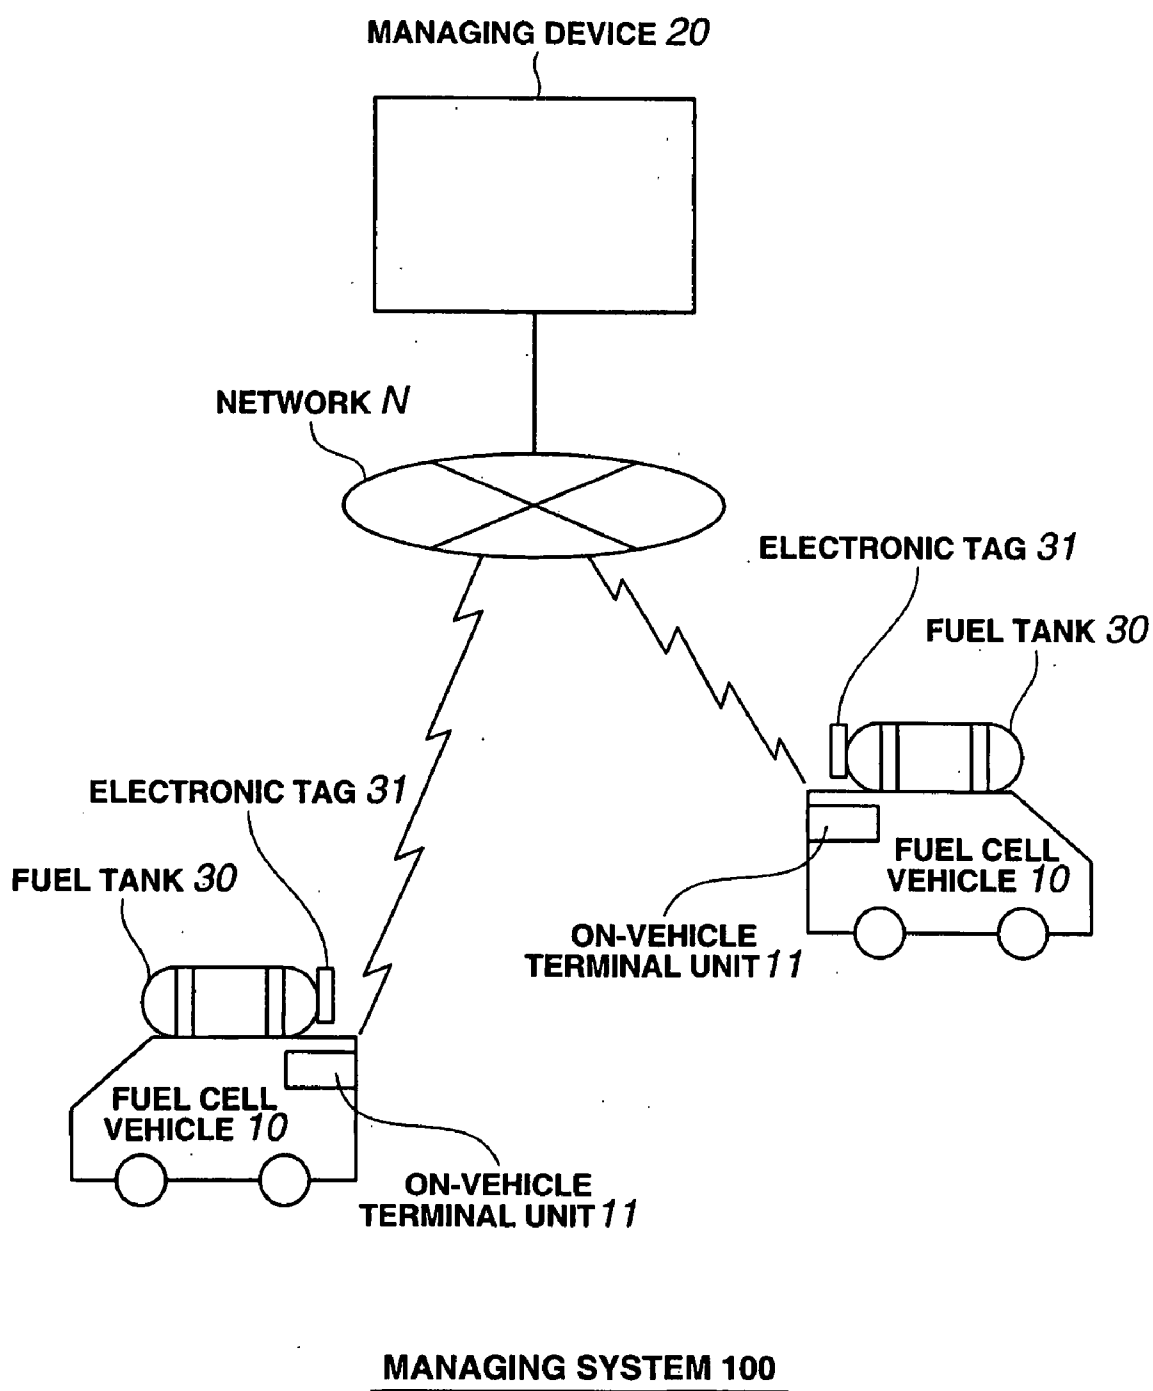 MANAGING DEVICE 20
NETWORK N
ELECTRONIC TAG 31
FUEL TANK 30
FUEL CELL
VEHICLE 10
ON-VEHICLE
TERMINAL UNIT 11
ELECTRONIC TAG 31
FUEL TANK 30
FUEL CELL
VEHICLE 10
ON-VEHICLE
TERMINAL UNIT 11
MANAGING SYSTEM 100